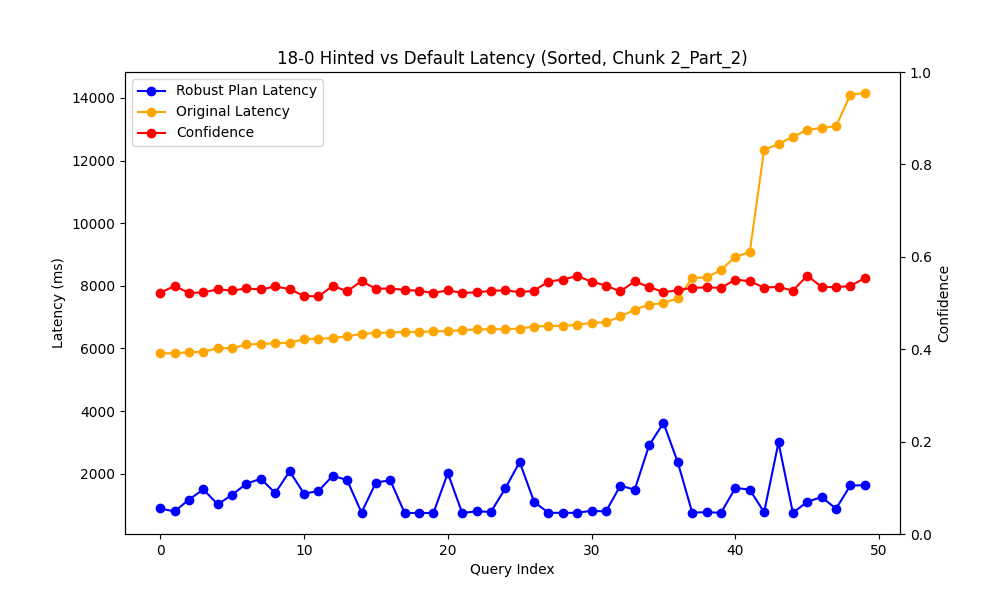 18-0 Hinted vs Default Latency (Sorted, Chunk 2_Part_2)
Robust Plan Latency
Original Latency
Confidence
Latency (ms)
14000
12000
10000
8000
6000
4000
2000
1.0
0.8
0.6
0.4
0.2
0.0
Confidence
0 10 20 30 40 50
Query Index